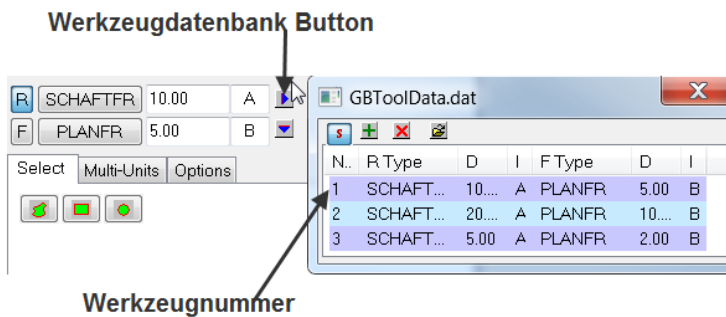 Werkzeugdatenbank Button
R SCHAFTFR 10.00 A
F PLANFR 5.00 B
Select Multi-Units Options
GBToolData.dat
S
N.. R Type D I F Type D I
1 SCHAFT... 10.... A PLANFR 5.00 B
2 SCHAFT... 20.... A PLANFR 10.... B
3 SCHAFT... 5.00 A PLANFR 2.00 B
Werkzeugnummer